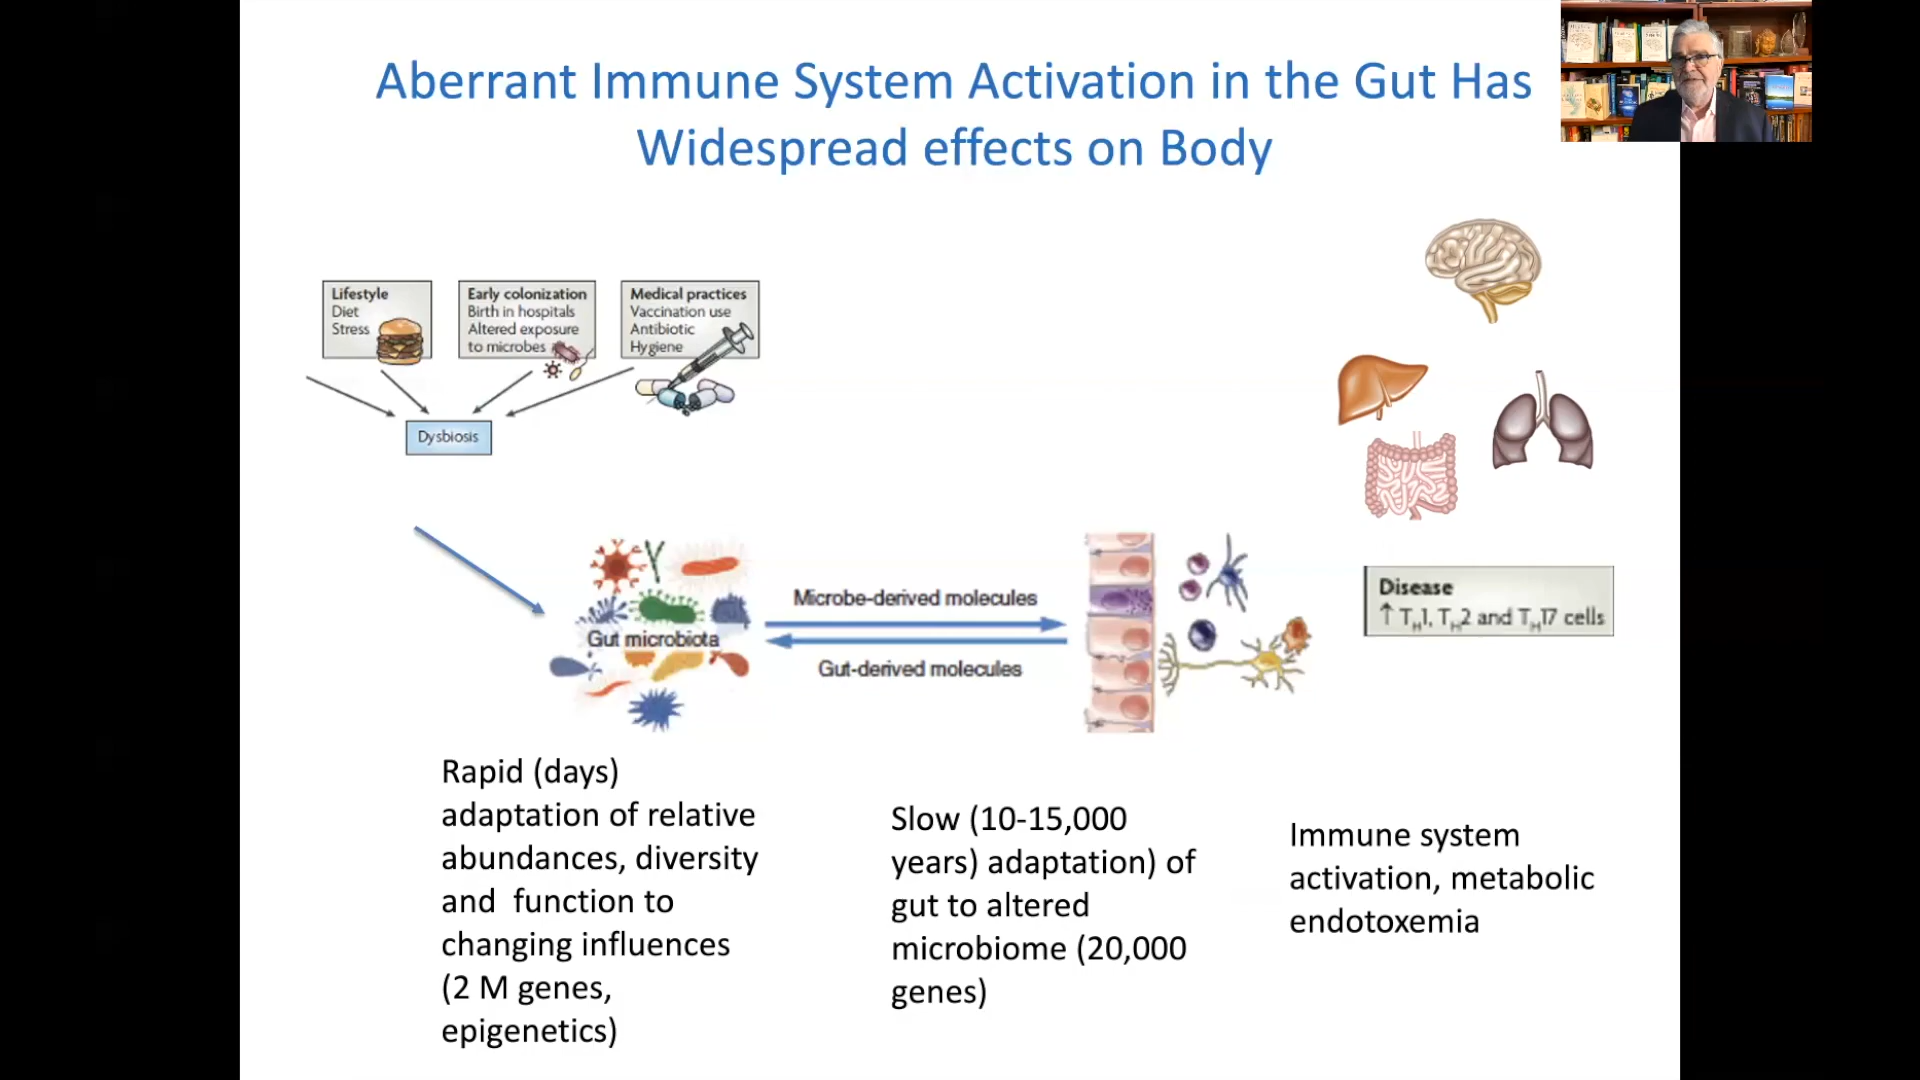 Aberrant Immune System Activation in the Gut Has
Widespread effects on Body
Lifestyle
Diet
Stress
Early colonization
Birth in hospitals
Altered exposure
to microbes
Medical practices
Vaccination use
Antibiotic
Hygiene
Dysbiosis
Gut microbiota
Microbe-derived molecules
Gut-derived molecules
Disease
↑ TH1, TH2 and TH17 cells
Rapid (days)
adaptation of relative
abundances, diversity
and function to
changing influences
(2 M genes,
epigenetics)
Slow (10-15,000
years) adaptation) of
gut to altered
microbiome (20,000
genes)
Immune system
activation, metabolic
endotoxemia